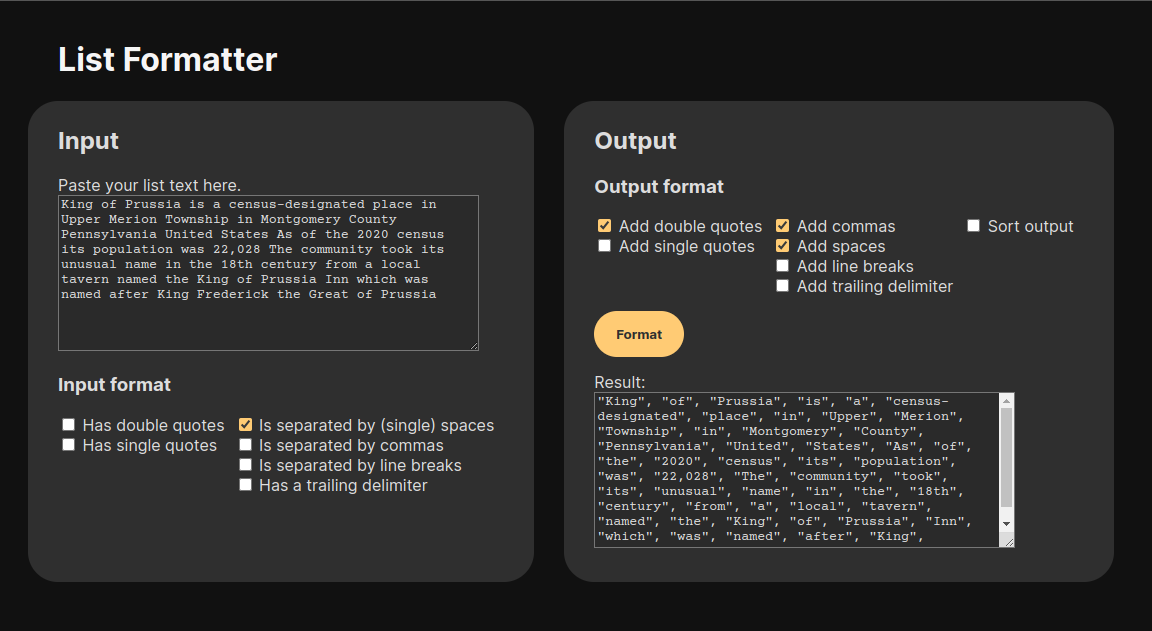 List Formatter
Input
Paste your list text here.
King of Prussia is a census-designated place in
Upper Merion Township in Montgomery County
Pennsylvania United States As of the 2020 census
its population was 22,028 The community took its
unusual name in the 18th century from a local
tavern named the King of Prussia Inn which was
named after King Frederick the Great of Prussia
Input format
Has double quotes
Has single quotes
Is separated by (single) spaces
Is separated by commas
Is separated by line breaks
Has a trailing delimiter
Output
Output format
Add double quotes
Add single quotes
Add commas
Add spaces
Add line breaks
Add trailing delimiter
Sort output
Format
Result:
"King", "of", "Prussia", "is", "a", "census-
designated", "place", "in", "Upper", "Merion",
"Township", "in", "Montgomery", "County",
"Pennsylvania", "United", "States", "As", "of",
"the", "2020", "census", "its", "population",
"was", "22,028", "The", "community", "took",
"its", "unusual", "name", "in", "the", "18th",
"century", "from", "a", "local", "tavern",
"named", "the", "King", "of", "Prussia", "Inn",
"which", "was", "named", "after", "King",